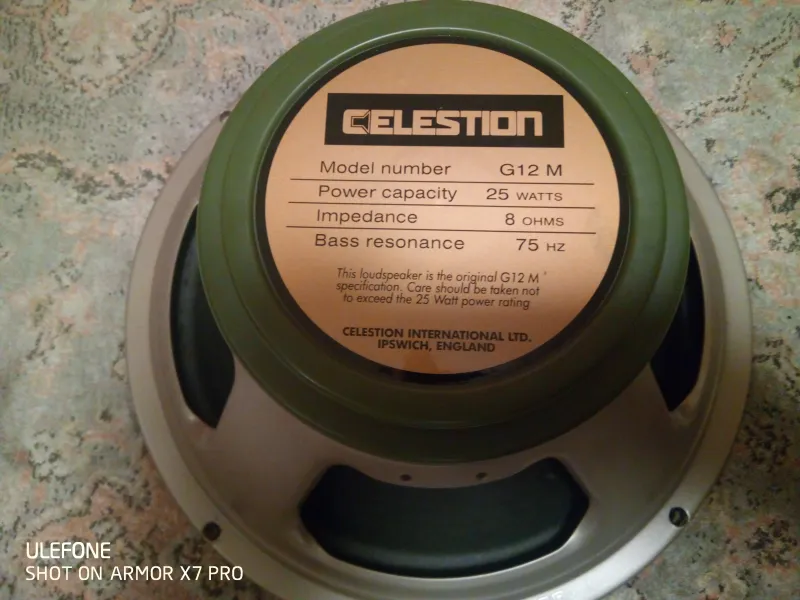 CELESTION
Model number G12 M
Power capacity 25 WATTS
Impedance 8 OHMS
Bass resonance 75 HZ
This loudspeaker is the original G12 M
specification. Care should be taken not
to exceed the 25 Watt power rating
CELESTION INTERNATIONAL LTD.
IPSWICH, ENGLAND
ULEFONE
SHOT ON ARMOR X7 PRO